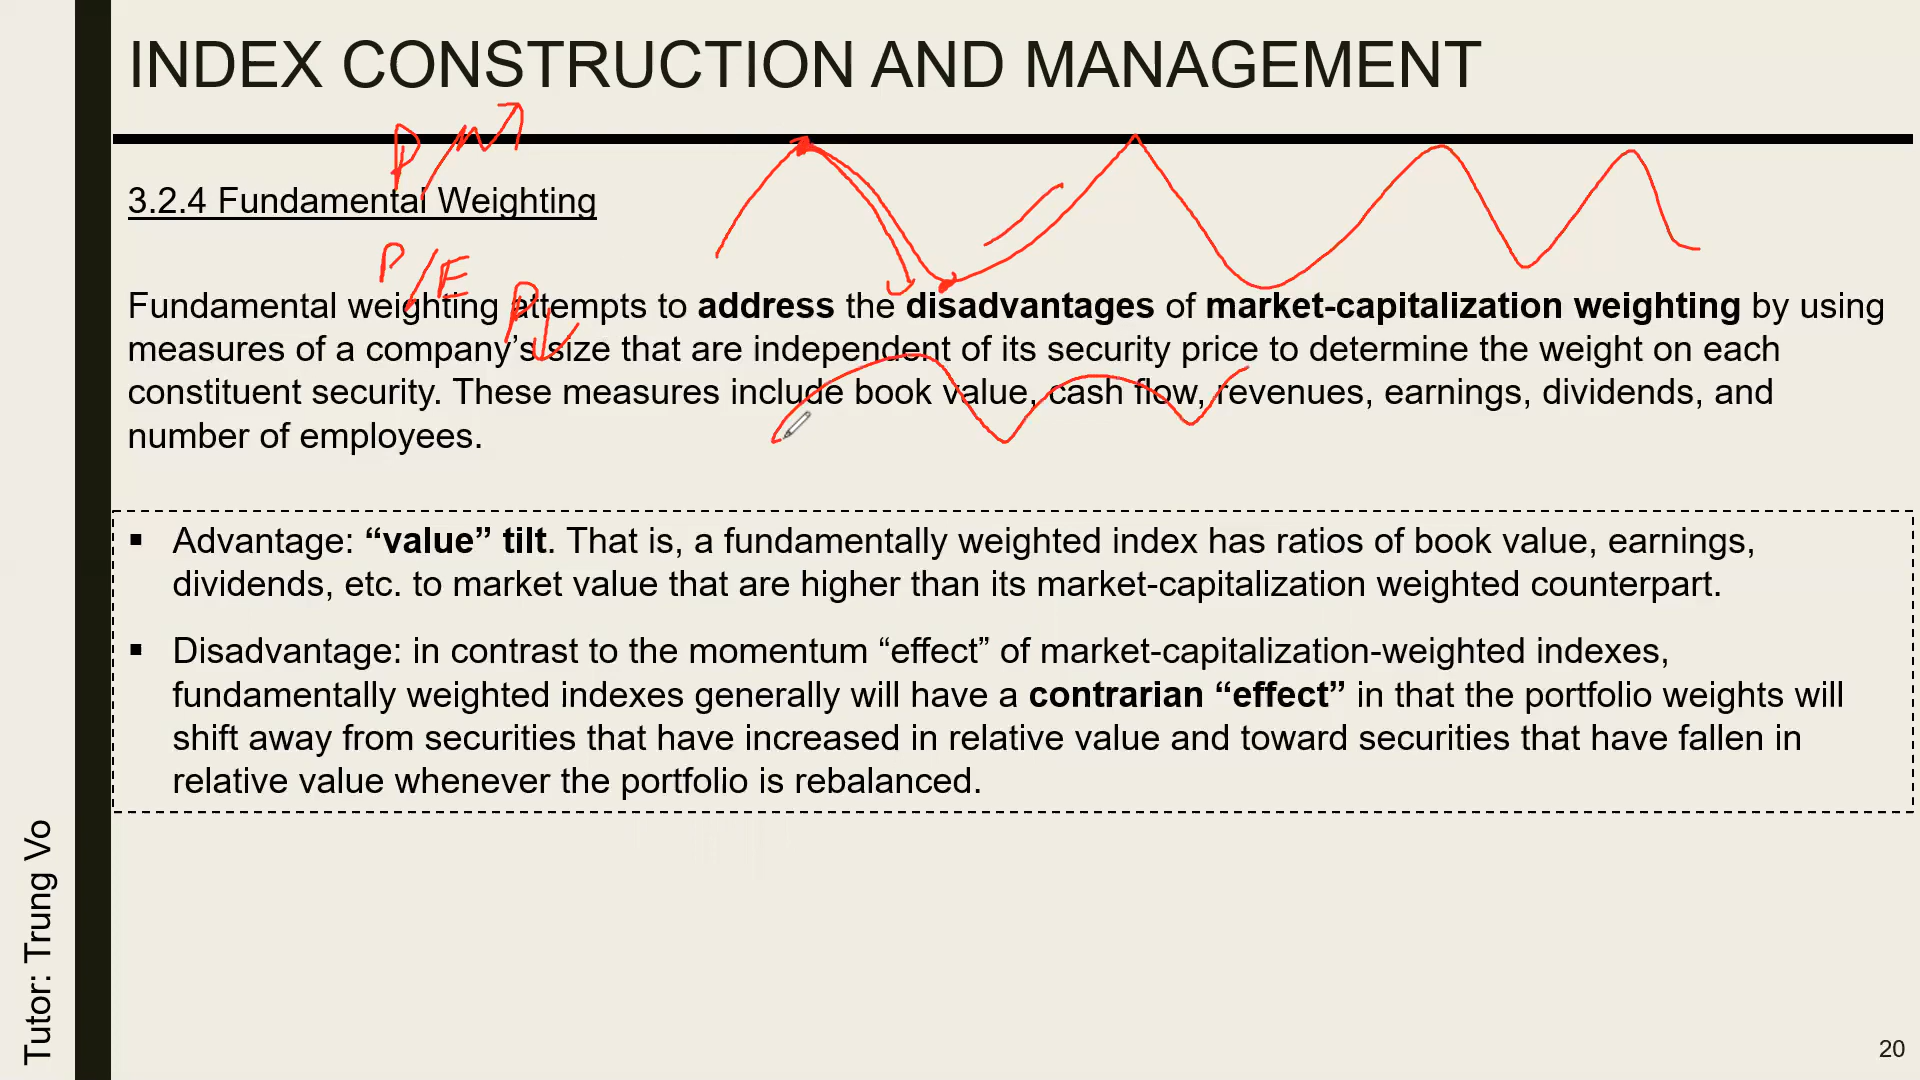 INDEX CONSTRUCTION AND MANAGEMENT
3.2.4 Fundamental Weighting
P/E
P
Fundamental weighting attempts to address the disadvantages of market-capitalization weighting by using
measures of a company’s size that are independent of its security price to determine the weight on each
constituent security. These measures include book value, cash flow, revenues, earnings, dividends, and
number of employees.
▪ Advantage: “value” tilt. That is, a fundamentally weighted index has ratios of book value, earnings,
dividends, etc. to market value that are higher than its market-capitalization weighted counterpart.
▪ Disadvantage: in contrast to the momentum “effect” of market-capitalization-weighted indexes,
fundamentally weighted indexes generally will have a contrarian “effect” in that the portfolio weights will
shift away from securities that have increased in relative value and toward securities that have fallen in
relative value whenever the portfolio is rebalanced.
Tutor: Trung Vo
20